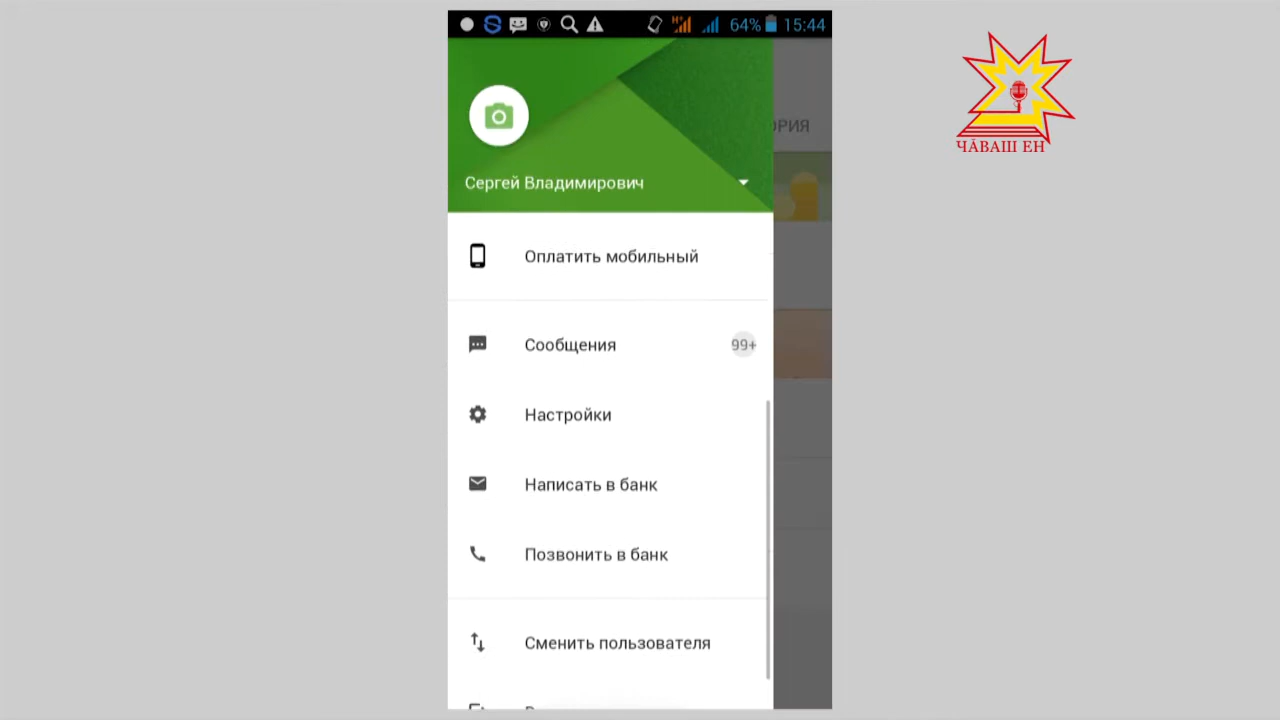 64% 15:44
ЧӐВАШ ЕН
Сергей Владимирович
Оплатить мобильный
Сообщения 99+
Настройки
Написать в банк
Позвонить в банк
Сменить пользователя